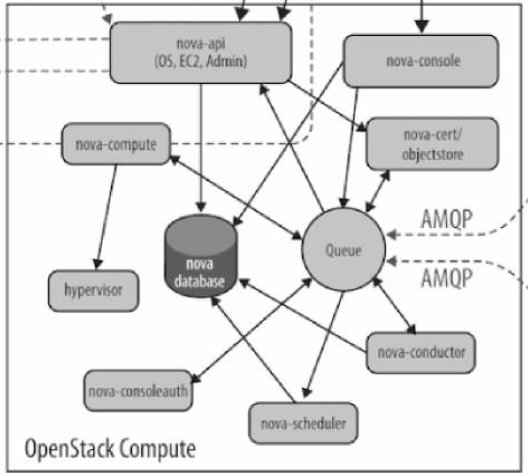 nova-api
(OS, EC2, Admin)
nova-console
nova-compute
nova-cert/
objectstore
AMQP
Queue
nova
database
AMQP
hypervisor
nova-conductor
nova-consoleauth
nova-scheduler
OpenStack Compute